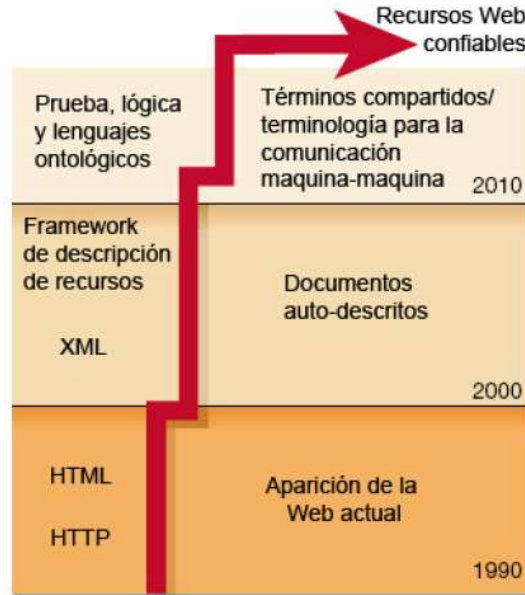 Recursos Web
confiables
Prueba, lógica
y lenguajes
ontológicos
Términos compartidos/
terminología para la
comunicación
maquina-maquina
2010
Framework
de descripción
de recursos
XML
Documentos
auto-descritos
2000
HTML
HTTP
Aparición de la
Web actual
1990